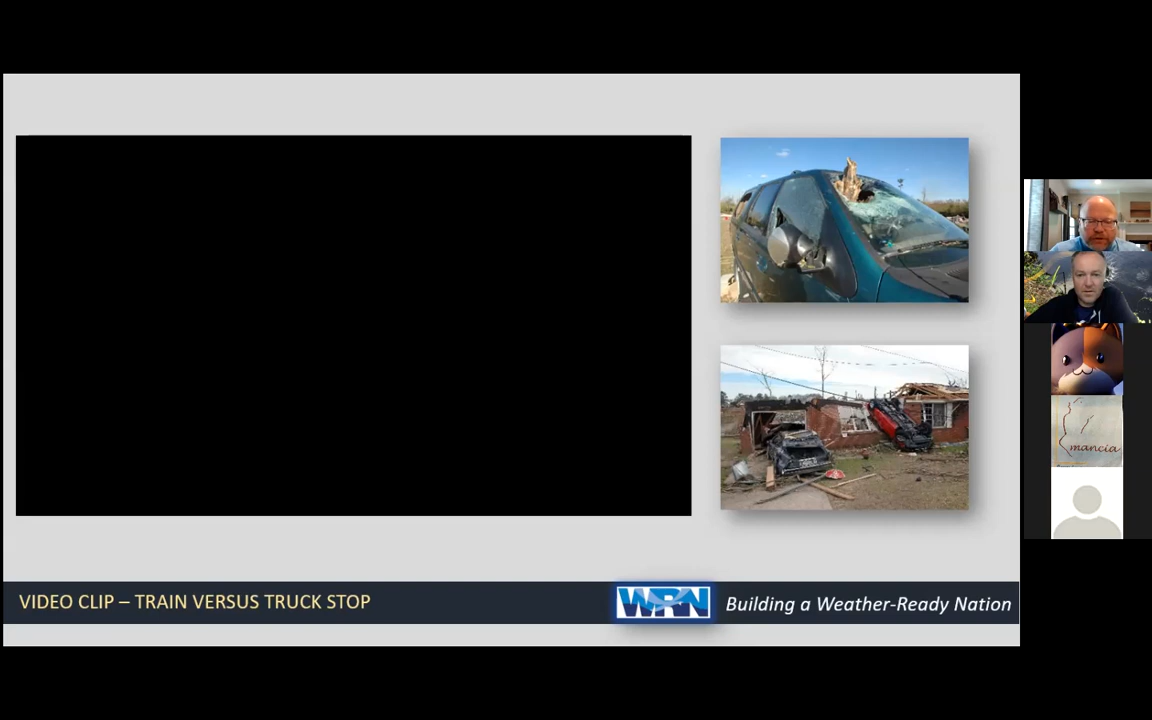 VIDEO CLIP – TRAIN VERSUS TRUCK STOP
WRN
Building a Weather-Ready Nation
mancia